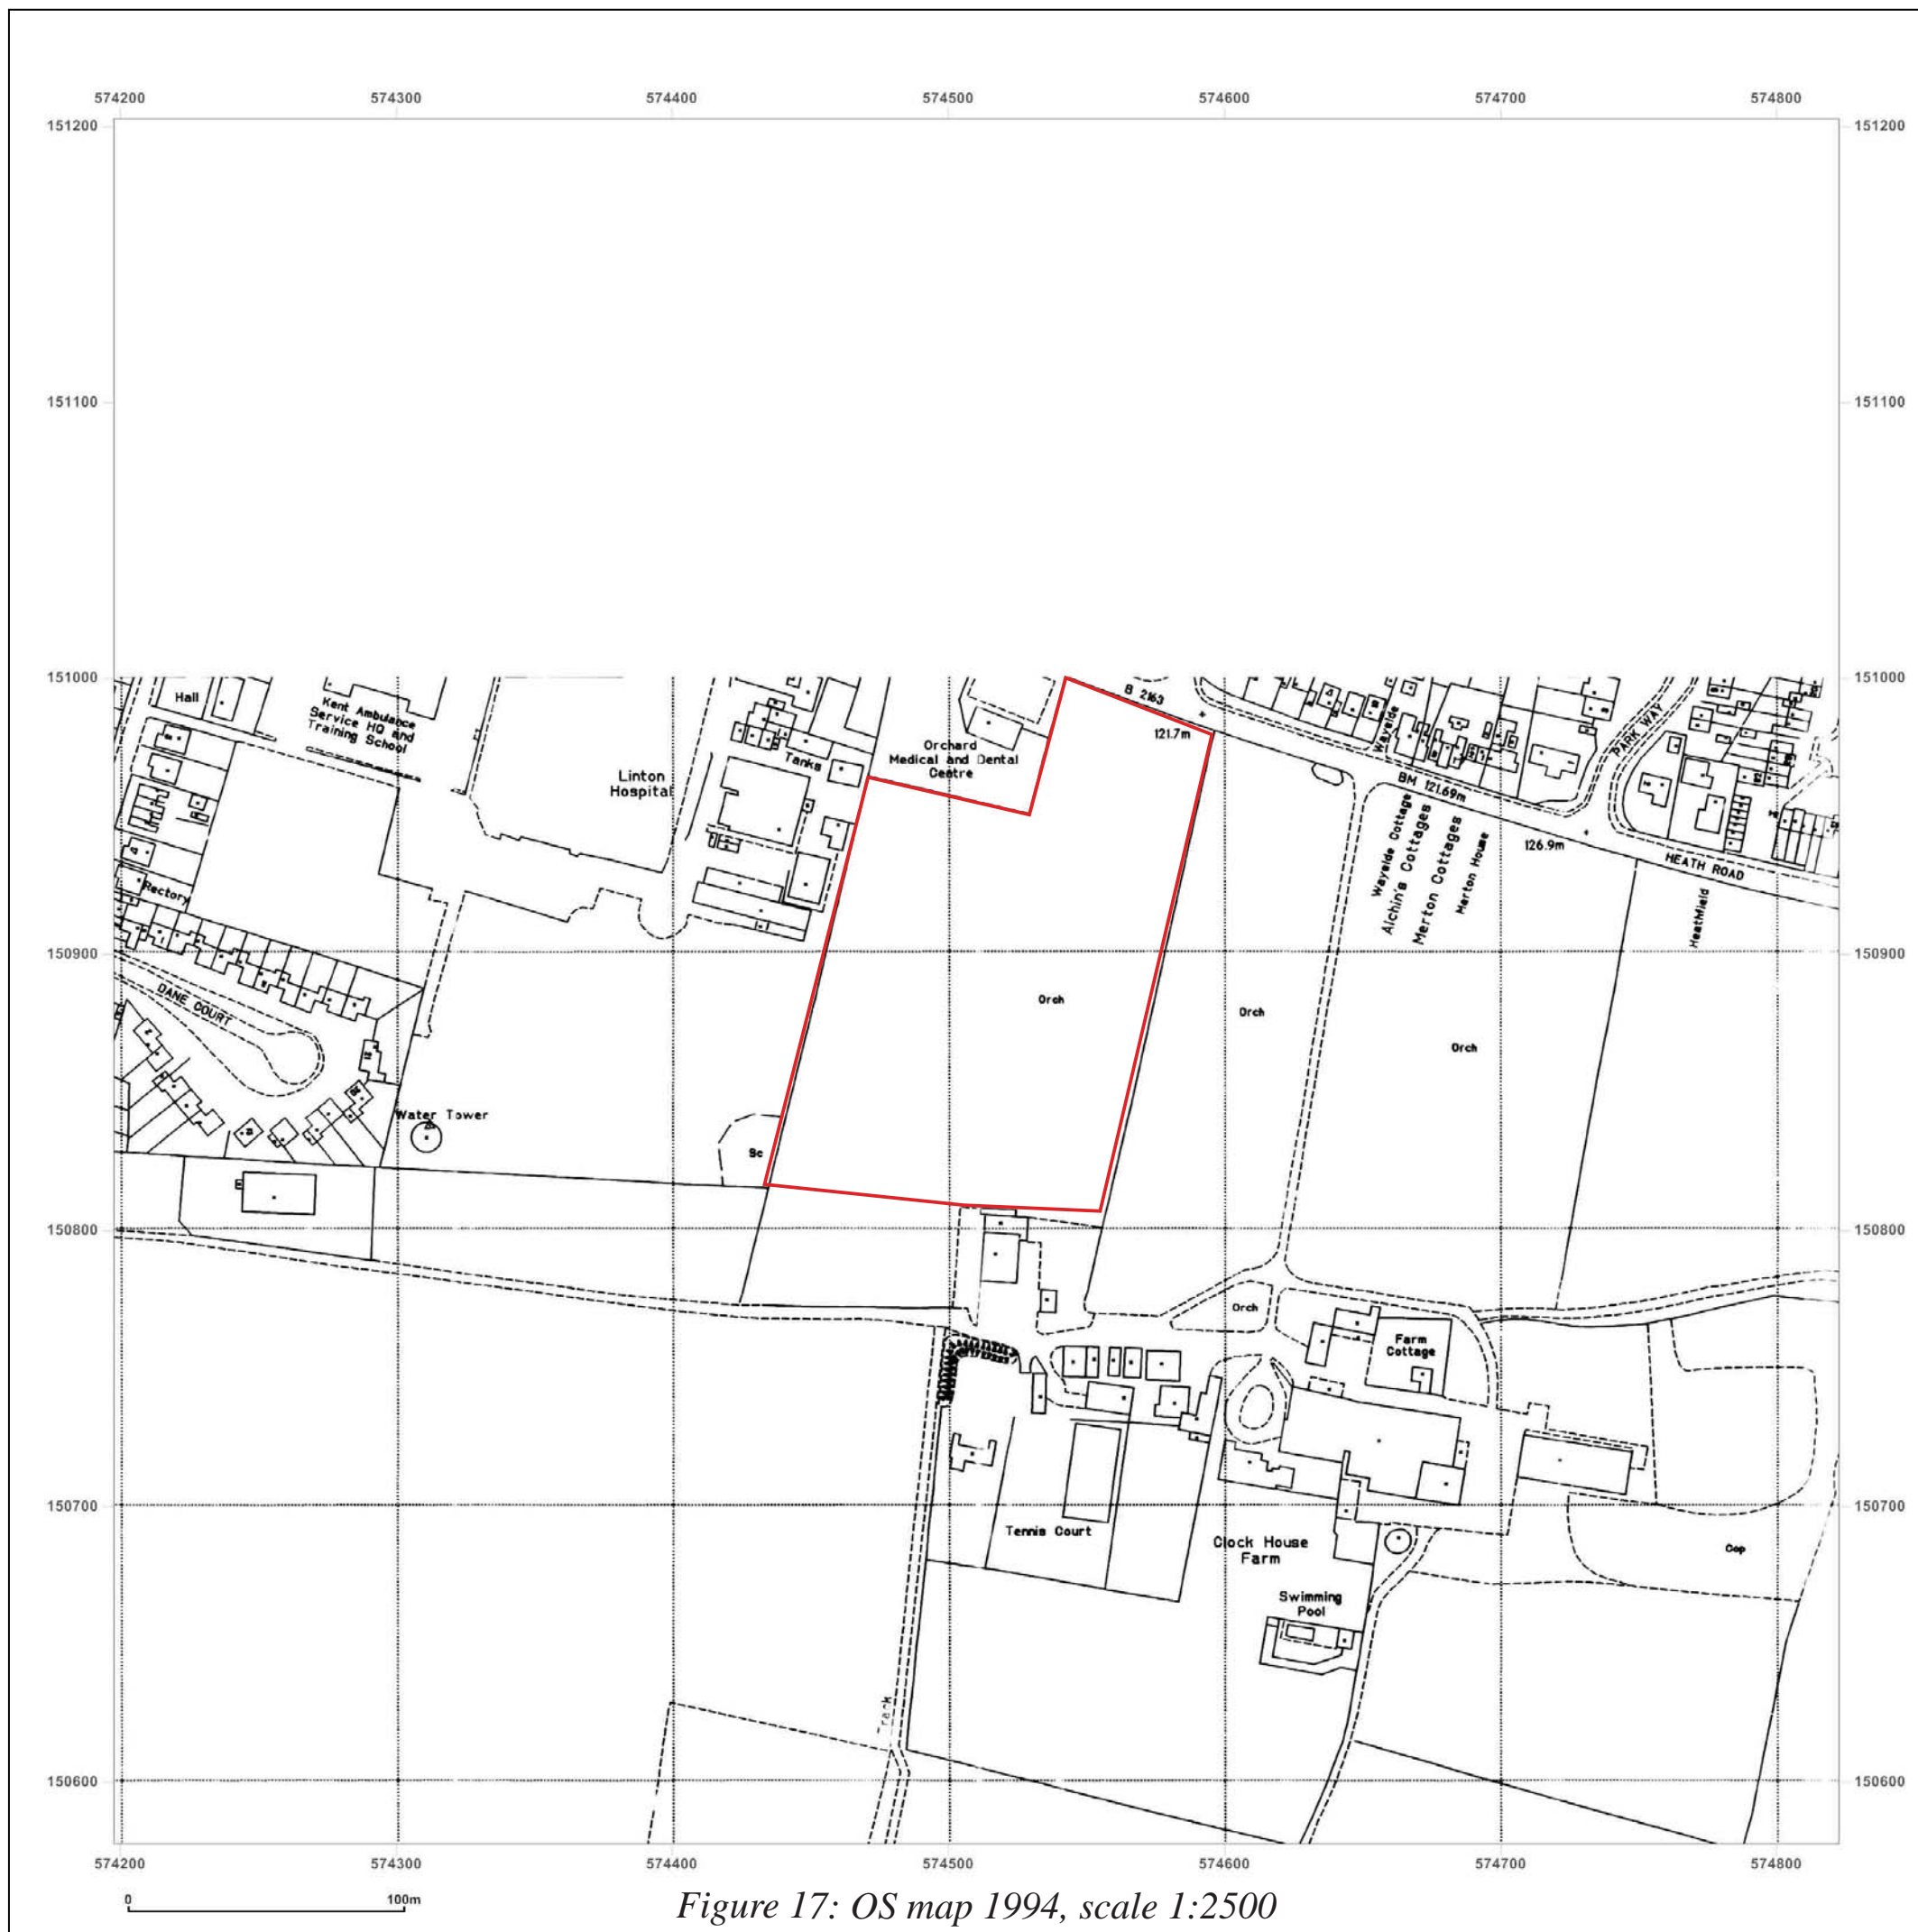 574200 574300 574400 574500 574600 574700 574800
151200 151200
151100 151100
151000 151000
Hall
Kent Ambulance
Service HQ and
Training School
B 2163
121.7m
Wayside
PARK WAY
Orchard
Medical and Dental
Centre
Tanks
Linton
Hospital
BM 121.69m
126.9m
HEATH ROAD
Wayside Cottage
Alchin's Cottages
Merton Cottages
Merton House
Heathfield
Rectory
150900 150900
DANE COURT
Orch
Orch
Orch
Water Tower
Sc
150800 150800
Orch
Farm
Cottage
150700 150700
Tennis Court
Clock House
Farm
Cop
Swimming
Pool
Track
150600 150600
574200 574300 574400 574500 574600 574700 574800
0 100m
Figure 17: OS map 1994, scale 1:2500